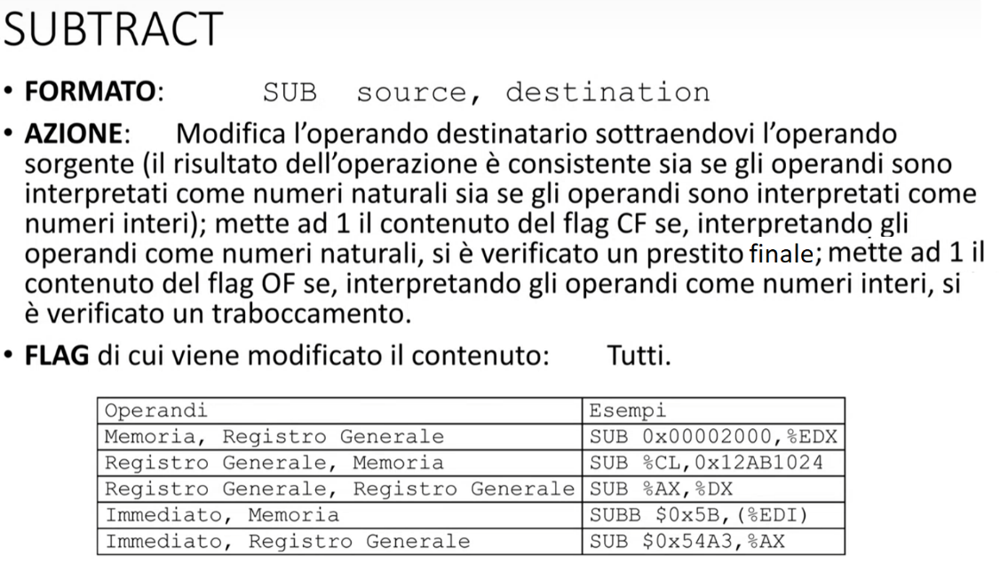 SUBTRACT
• FORMATO: SUB source, destination
• AZIONE: Modifica l'operando destinatario sottraendovi l'operando
sorgente (il risultato dell'operazione è consistente sia se gli operandi sono
interpretati come numeri naturali sia se gli operandi sono interpretati come
numeri interi); mette ad 1 il contenuto del flag CF se, interpretando gli
operandi come numeri naturali, si è verificato un prestito finale; mette ad 1 il
contenuto del flag OF se, interpretando gli operandi come numeri interi, si
è verificato un traboccamento.
• FLAG di cui viene modificato il contenuto: Tutti.
Operandi Esempi
Memoria, Registro Generale SUB 0x00002000,%EDX
Registro Generale, Memoria SUB %CL,0x12AB1024
Registro Generale, Registro Generale SUB %AX,%DX
Immediato, Memoria SUBB $0x5B,(%EDI)
Immediato, Registro Generale SUB $0x54A3,%AX